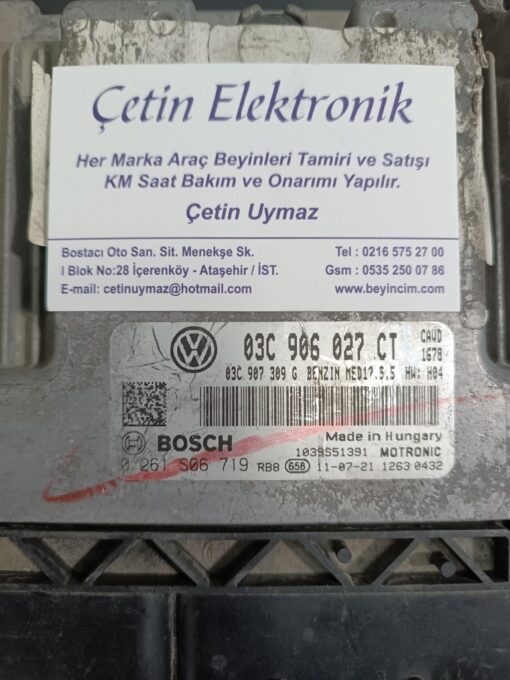 Çetin Elektronik
Her Marka Araç Beyinleri Tamiri ve Satışı
KM Saat Bakım ve Onarımı Yapılır.
Çetin Uymaz
Bostacı Oto San. Sit. Menekşe Sk.
I Blok No:28 İçerenköy - Ataşehir / İST.
E-mail: cetinuymaz@hotmail.com
Tel : 0216 575 27 00
Gsm : 0535 250 07 86
www.beyincim.com
03C 906 027 CT CAVD
03C 907 309 G BENZIN MED17.5.5 HW: H04 1678
BOSCH
Made in Hungary
1039S51391 MOTRONIC
0 261 S06 719 RB8 658 11-07-21 1263 0432